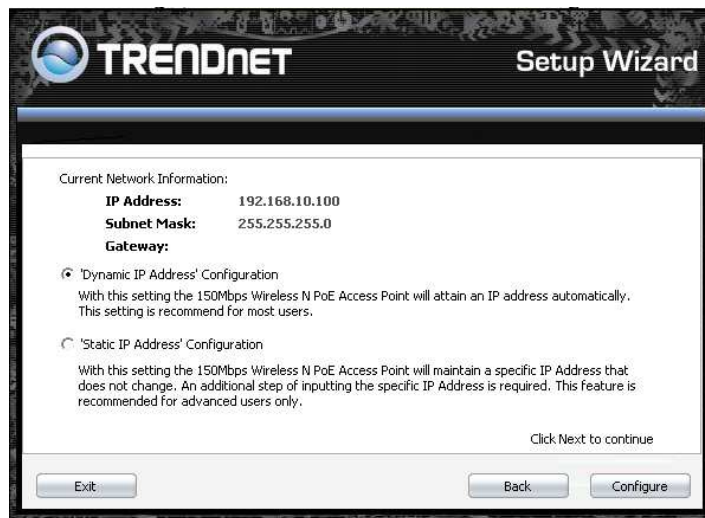 TRENDNET
Setup Wizard
Current Network Information:
IP Address: 192.168.10.100
Subnet Mask: 255.255.255.0
Gateway:
'Dynamic IP Address' Configuration
With this setting the 150Mbps Wireless N PoE Access Point will attain an IP address automatically.
This setting is recommend for most users.
'Static IP Address' Configuration
With this setting the 150Mbps Wireless N PoE Access Point will maintain a specific IP Address that
does not change. An additional step of inputting the specific IP Address is required. This feature is
recommended for advanced users only.
Click Next to continue
Exit
Back
Configure